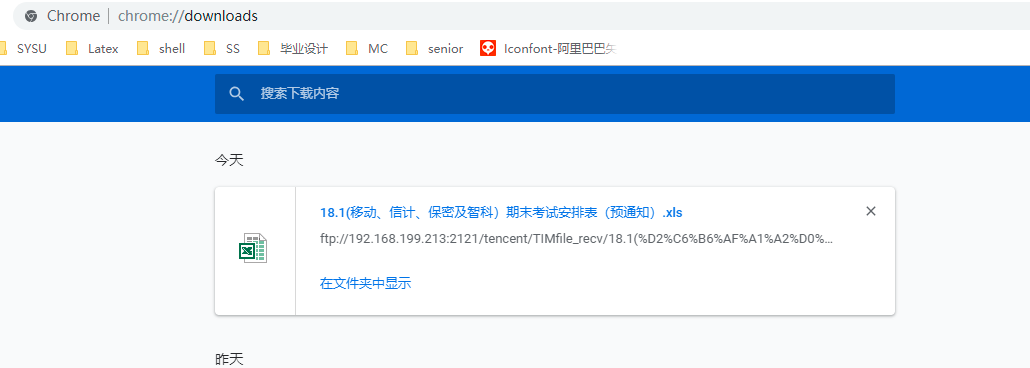 Chrome | chrome://downloads
SYSU Latex shell SS 毕业设计 MC senior Iconfont-阿里巴巴矢
搜索下载内容
今天
18.1(移动、信计、保密及智科）期末考试安排表（预通知）.xls
ftp://192.168.199.213:2121/tencent/TIMfile_recv/18.1(%D2%C6%B6%AF%A1%A2%D0%...
在文件夹中显示
昨天